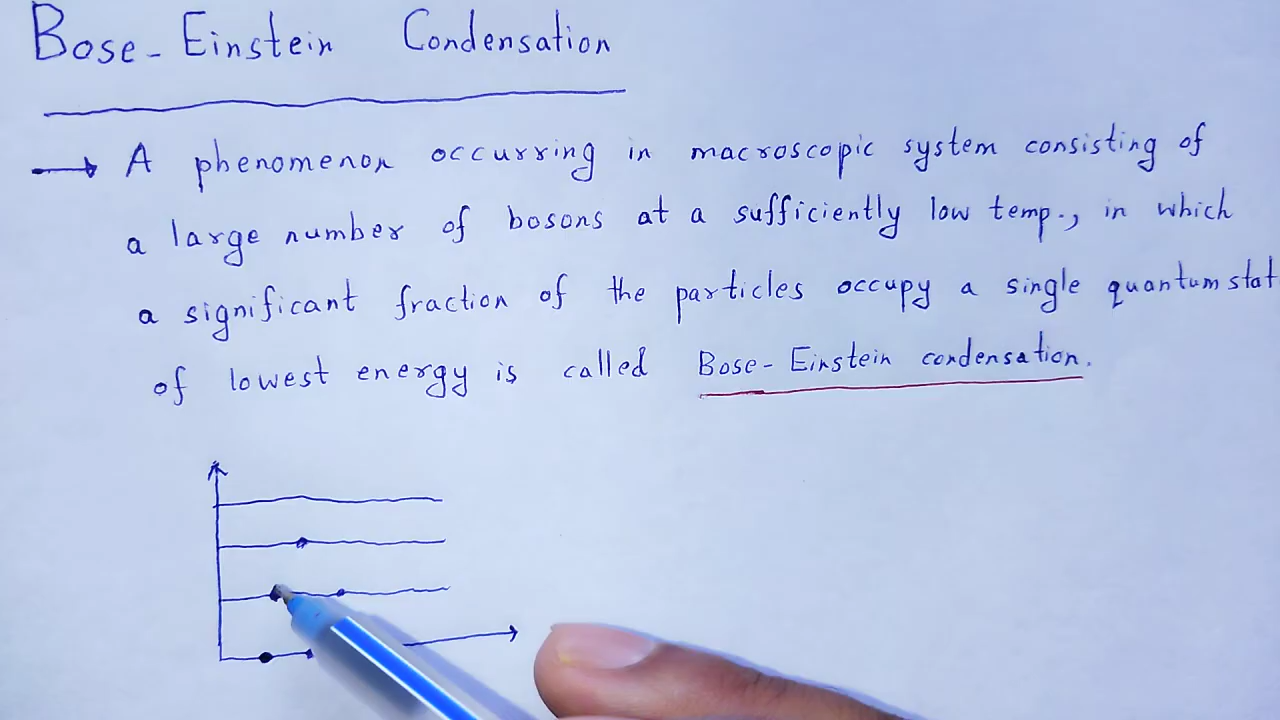 Bose-Einstein Condensation
→ A phenomenon occurring in macroscopic system consisting of
a large number of bosons at a sufficiently low temp., in which
a significant fraction of the particles occupy a single quantum stat
of lowest energy is called Bose-Einstein condensation.